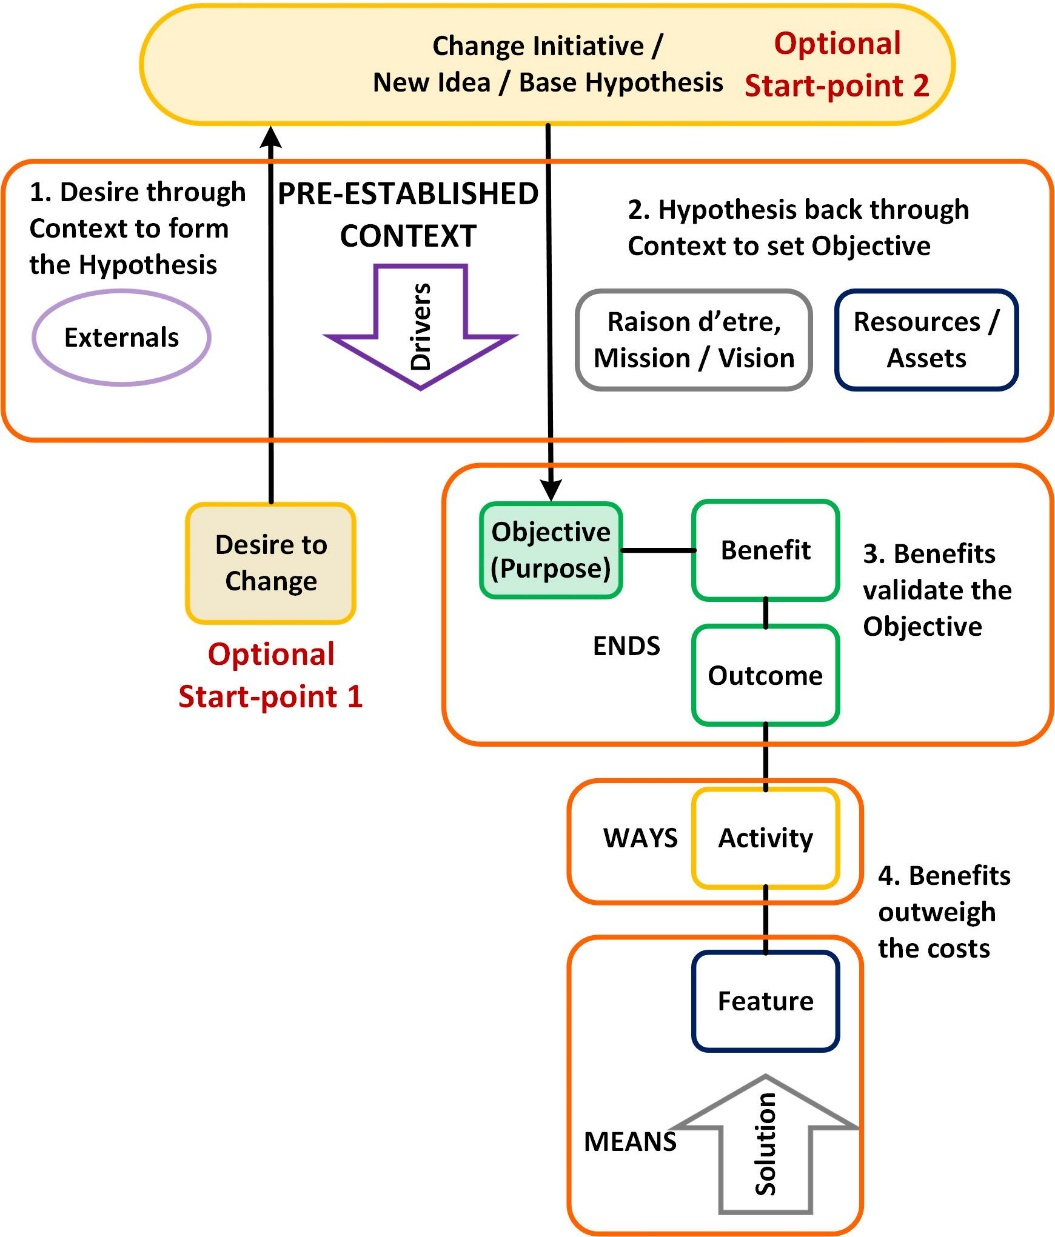 Change Initiative /
New Idea / Base Hypothesis
Optional
Start-point 2
1. Desire through
Context to form
the Hypothesis
PRE-ESTABLISHED
CONTEXT
2. Hypothesis back through
Context to set Objective
Externals
Drivers
Raison d’etre,
Mission / Vision
Resources /
Assets
Desire to
Change
Optional
Start-point 1
Objective
(Purpose)
Benefit
3. Benefits
validate the
Objective
ENDS
Outcome
WAYS
Activity
4. Benefits
outweigh
the costs
Feature
MEANS
Solution